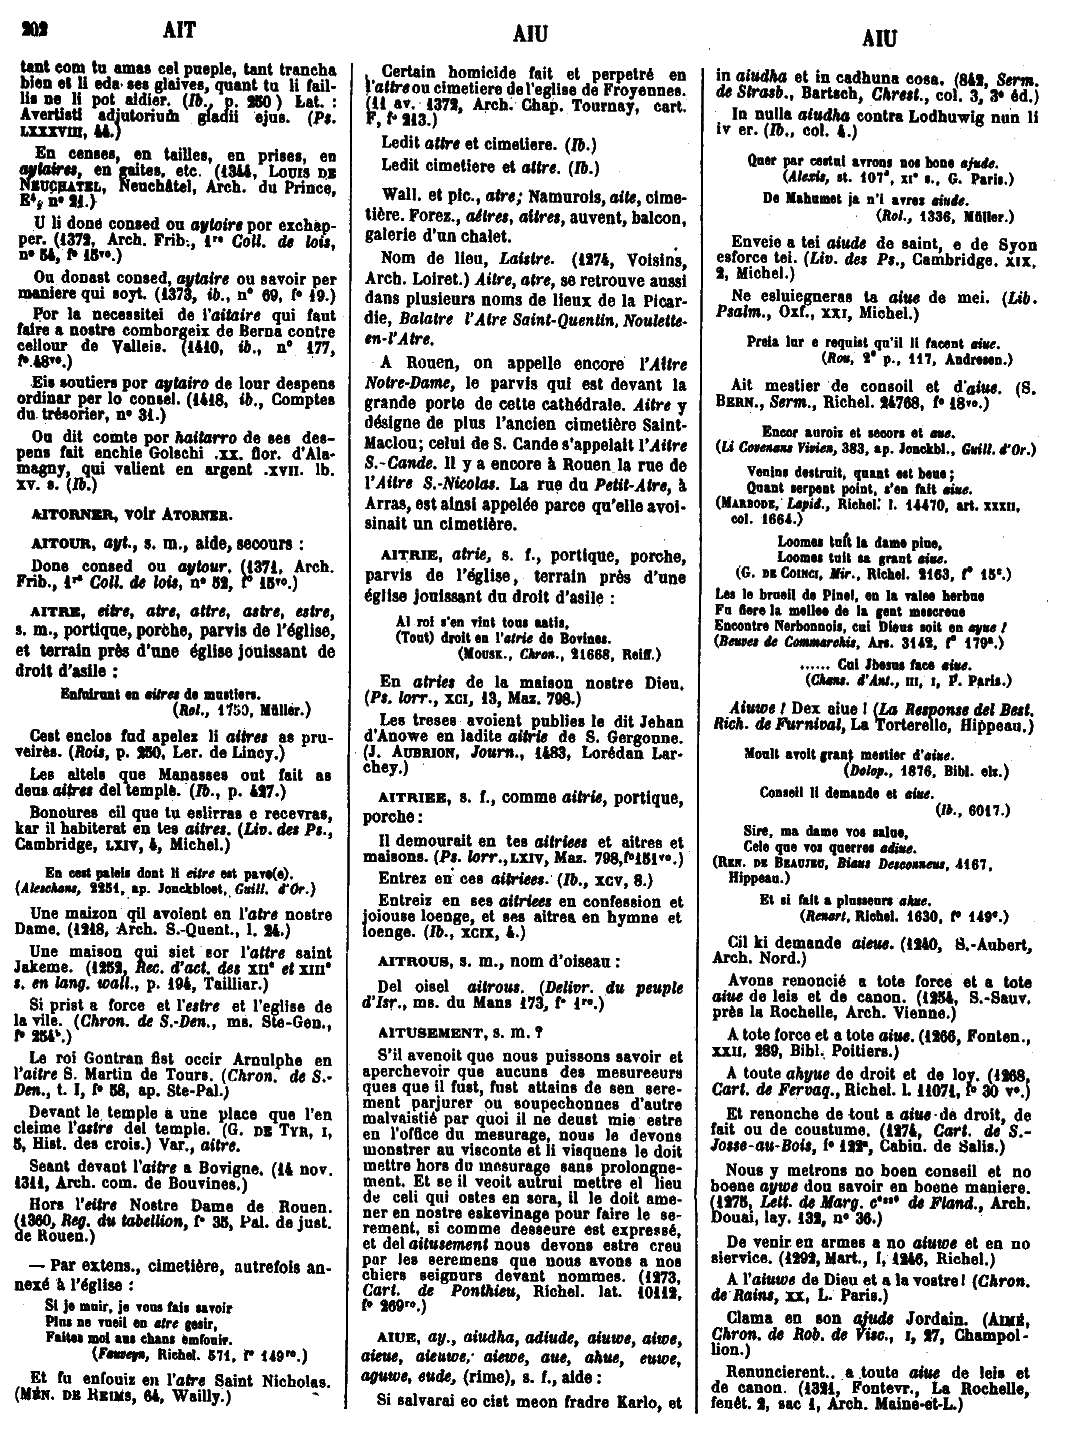 202 AIT AIU AIU
tant com tu amas cel pueple, tant trancha
bien et li eda ses glaives, quant tu li fail-
lis ne li pot aldier. (Ib., p. 250) Lat. :
Avertisti adjutorium gladii ejus. (Ps.
LXXXVIII, 44.)
En censes, en tailles, en prises, en
aytaires, en gaites, etc. (1344, LOUIS DE
NEUCHATEL, Neuchâtel, Arch. du Prince,
E⁴, nº 21.)
U li doné consed ou aytoire por exchap-
per. (1372, Arch. Frib., 1re Coll. de lois,
nº 54, fº 15vo.)
Ou donast consed, aytaire ou savoir per
maniere qui soyt. (1373, ib., nº 69, fº 19.)
Por la necessitei de l'aitaire qui faut
faire a nostre comborgeix de Berna contre
cellour de Valleis. (1410, ib., nº 177,
fº 48vo.)
Eis soutiers por aytairo de lour despens
ordinar per lo consel. (1418, ib., Comptes
du trésorier, nº 31.)
Ou dit comte por haitarro de ses des-
pens fait enchie Golschi .xx. flor. d'Ala-
magny, qui valient en argent .xvii. lb.
xv. s. (Ib.)
AITORNER, voir ATORNER.
AITOUR, ayt., s. m., aide, secours :
Done consed ou aytour. (1371, Arch.
Frib., 1re Coll. de lois, nº 52, fº 15vo.)
AITRE, eitre, atre, attre, astre, estre,
s. m., portique, porche, parvis de l'église,
et terrain près d'une église jouissant de
droit d'asile :
Enfuirunt en eitres de mustiers.
(Rol., 1750, Müller.)
Cest enclos fud apelez li aitres as pru-
veires. (Rois, p. 250, Ler. de Lincy.)
Les altels que Manasses out fait as
deus aitres del temple. (Ib., p. 427.)
Bonoures cil que tu eslirras e recevras,
kar il habiterat en tes aitres. (Liv. des Ps.,
Cambridge, LXIV, 4, Michel.)
En cest paleis dont li eitre est pavé(e).
(Aleschans, 2251, ap. Jonckbloet, Guill. d'Or.)
Une maizon qil avoient en l'atre nostre
Dame. (1218, Arch. S.-Quent., l. 24.)
Une maison qui siet sor l'attre saint
Jakeme. (1252, Rec. d'act. des XIIe et XIIIe
s. en lang. wall., p. 194, Tailliar.)
Si prist a force et l'estre et l'eglise de
la vile. (Chron. de S.-Den., ms. Ste-Gen.,
fº 254b.)
Le roi Gontran fist occir Arnulphe en
l'aitre S. Martin de Tours. (Chron. de S.-
Den., t. I, fº 58, ap. Ste-Pal.)
Devant le temple a une place que l'en
cleime l'astre del temple. (G. DE TYR, I,
5, Hist. des crois.) Var., aitre.
Seant devant l'aitre a Bovigne. (14 nov.
1311, Arch. com. de Bouvines.)
Hors l'eitre Nostre Dame de Rouen.
(1360, Reg. du tabellion, fº 35, Pal. de just.
de Rouen.)
— Par extens., cimetière, autrefois an-
nexé à l'église :
Si je muir, je vous fais savoir
Plus ne vueil en atre gesir,
Faites moi aus chans emfouir.
(Fauveyn, Richel. 571, fº 149ro.)
Et fu enfouiz en l'atre Saint Nicholas.
(MÉN. DE REIMS, 64, Wailly.)
Certain homicide fait et perpetré en
l'attre ou cimetiere de l'eglise de Froyennes.
(11 av. 1372, Arch. Chap. Tournay, cart.
F, fº 213.)
Ledit attre et cimetiere. (Ib.)
Ledit cimetiere et altre. (Ib.)
Wall. et pic., atre; Namurois, aite, cime-
tière. Forez., aétres, aitres, auvent, balcon,
galerie d'un chalet.
Nom de lieu, Laistre. (1274, Voisins,
Arch. Loiret.) Aitre, atre, se retrouve aussi
dans plusieurs noms de lieux de la Picar-
die, Balatre l'Atre Saint-Quentin, Noulette-
en-l'Atre.
A Rouen, on appelle encore l'Aitre
Notre-Dame, le parvis qui est devant la
grande porte de cette cathédrale. Aitre y
désigne de plus l'ancien cimetière Saint-
Maclou; celui de S. Cande s'appelait l'Aitre
S.-Cande. Il y a encore à Rouen la rue de
l'Aitre S.-Nicolas. La rue du Petit-Atre, à
Arras, est ainsi appelée parce qu'elle avoi-
sinait un cimetière.
AITRIE, atrie, s. f., portique, porche,
parvis de l'église, terrain près d'une
église jouissant du droit d'asile :
Al roi s'en vint tous aatis,
(Tout) droit en l'atrie de Bovines.
(MOUSK., Chron., 21668, Reiff.)
En atries de la maison nostre Dieu.
(Ps. lorr., XCI, 13, Maz. 798.)
Les treses avoient publies le dit Jehan
d'Anowe en ladite aitrie de S. Gergonne.
(J. AUBRION, Journ., 1483, Lorédan Lar-
chey.)
AITRIEE, s. f., comme aitrie, portique,
porche :
Il demourait en tes aitriees et aitres et
maisons. (Ps. lorr., LXIV, Maz. 798, fº 151vo.)
Entrez en ces aitriees. (Ib., XCV, 8.)
Entreiz en ses aitriees en confession et
joiouse loenge, et ses aitrea en hymne et
loenge. (Ib., XCIX, 4.)
AITROUS, s. m., nom d'oiseau :
Del oisel aitrous. (Delivr. du peuple
d'Isr., ms. du Mans 173, fº 1ro.)
AITUSEMENT, s. m. ?
S'il avenoit que nous puissons savoir et
aperchevoir que aucuns des mesureeurs
ques que il fust, fust attains de sen sere-
ment parjurer ou soupechonnes d'autre
malvaistié par quoi il ne deust mie estre
en l'office du mesurage, nous le devons
monstrer au visconte et li visquens le doit
mettre hors du mesurage sans prolongne-
ment. Et se il veoit autrui mettre el lieu
de celi qui ostes en sera, il le doit ame-
ner en nostre eskevinage pour faire le se-
rement, si comme desseure est expressé,
et del aitusement nous devons estre creu
par les seremens que nous avons a nos
chiers seigneurs devant nommes. (1273,
Cart. de Ponthieu, Richel. lat. 10112,
fº 269ro.)
AIUE, ay., aiudha, adiude, aiuwe, aiwe,
aieue, aieuwe, aiewe, aue, ahue, euwe,
aguwe, eude, (rime), s. f., aide :
Si salvarai eo cist meon fradre Karlo, et
in aiudha et in cadhuna cosa. (842, Serm.
de Strasb., Bartsch, Chrest., col. 3, 3e éd.)
In nulla aiudha contra Lodhuwig nun li
iv er. (Ib., col. 4.)
Quer par cestui avrons nos bone ajude.
(Alexis, st. 107e, XIe s., G. Paris.)
De Mahumet ja n'i avres aiude.
(Rol., 1336, Müller.)
Enveie a tei aiude de saint, e de Syon
esforce tei. (Liv. des Ps., Cambridge. XIX,
2, Michel.)
Ne esluiegneras ta aiue de mei. (Lib.
Psalm., Oxf., XXI, Michel.)
Preia lur e requist qu'il li facent aiue.
(Rou, 2e p., 117, Andresen.)
Ait mestier de consoil et d'aiue. (S.
BERN., Serm., Richel. 24768, fº 18vo.)
Encor aurois et secors et aue.
(Li Covenans Vivien, 383, ap. Jonckbl., Guill. d'Or.)
Venins destruit, quant est beue;
Quant serpent point, s'en fait aiue.
(MARBODE, Lapid., Richel. l. 14470, art. XXXII,
col. 1664.)
Loomes tuit la dame piue,
Loomes tuit sa grant aiue.
(G. DE COINCI, Mir., Richel. 2163, fº 15c.)
Les le brueil de Pinel, en la valee herbue
Fu fiere la mellee de la gent mescreue
Encontre Nerbonnois, cui Dieus soit en ayue !
(Beuves de Commarchis, Ars. 3142, fº 179a.)
...... Cui Jhesus face aiue.
(Chans. d'Ant., III, 1, P. Paris.)
Aiuwe ! Dex aiue ! (La Response del Best.
Rich. de Furnival, La Torterelle, Hippeau.)
Moult avoit grant mestier d'aiue.
(Dolop., 1876, Bibl. elz.)
Conseil li demande et aiue.
(Ib., 6017.)
Sire, ma dame vos salue,
Cele que vos querres adiue.
(REN. DE BEAUJEU, Biaus Desconneus, 4167,
Hippeau.)
Et si fait a pluseurs ahue.
(Renart, Richel. 1630, fº 149c.)
Cil ki demande aieue. (1240, S.-Aubert,
Arch. Nord.)
Avons renoncié a tote force et a tote
aiue de leis et de canon. (1254, S.-Sauv.
près la Rochelle, Arch. Vienne.)
A tote force et a tote aiue. (1266, Fonten.,
XXII, 289, Bibl. Poitiers.)
A toute ahyue de droit et de loy. (1268,
Cart. de Fervaq., Richel. l. 11071, fº 30 vo.)
Et renonche de tout a aiue de droit, de
fait ou de coustume. (1274, Cart. de S.-
Josse-au-Bois, fº 122o, Cabin. de Salis.)
Nous y metrons no boen conseil et no
boene aywe dou savoir en boene maniere.
(1275, Lett. de Marg. ctesse de Fland., Arch.
Douai, lay. 132, nº 36.)
De venir en armes a no aiuwe et en no
siervice. (1292, Mart., I, 1246, Richel.)
A l'aiuwe de Dieu et a la vostre ! (Chron.
de Rains, XX, L. Paris.)
Clama en son ajude Jordain. (AIMÉ,
Chron. de Rob. de Visc., I, 27, Champol-
lion.)
Renuncierent.. a toute aiue de leis et
de canon. (1321, Fontevr., La Rochelle,
fenêt. 2, sac 1, Arch. Maine-et-L.)